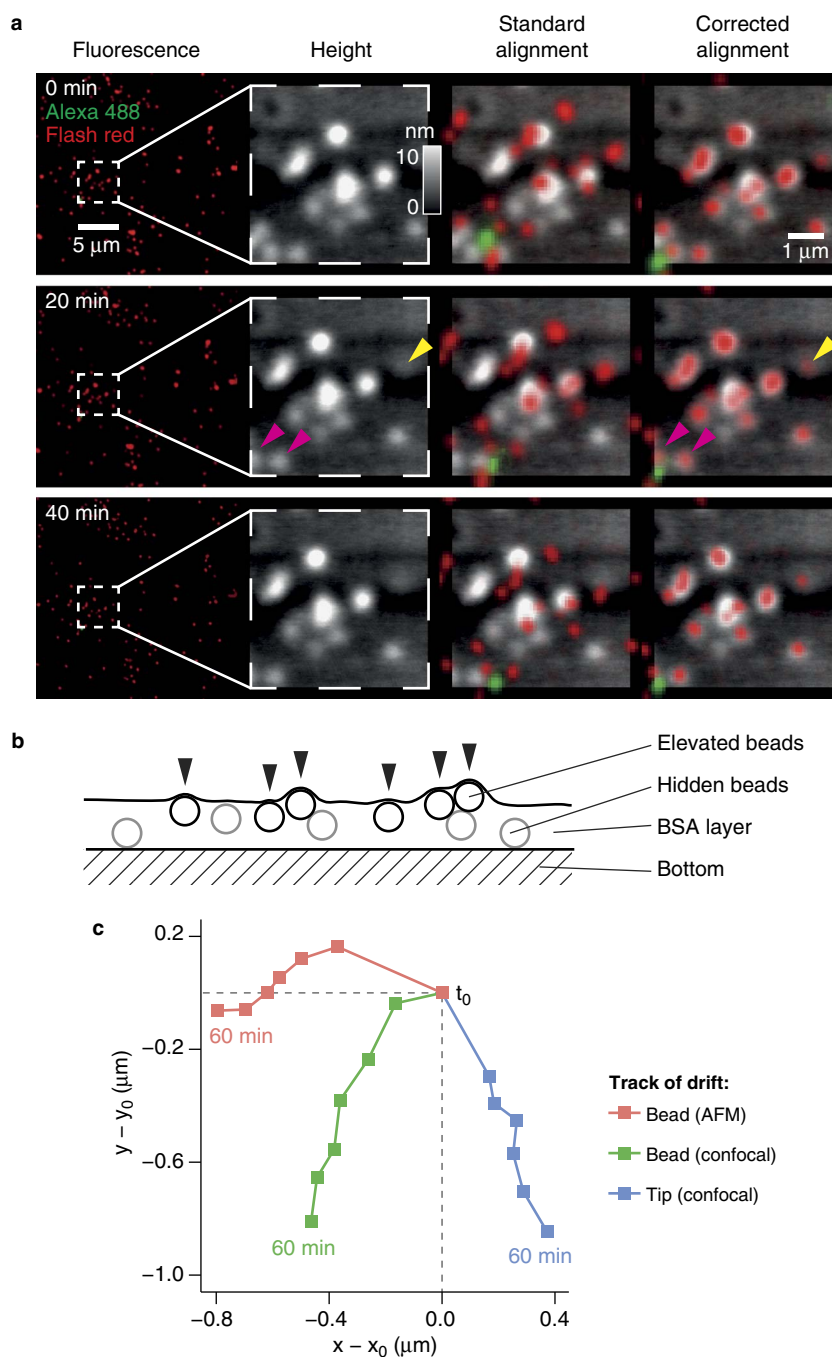 a
Fluorescence
Height
Standard
alignment
Corrected
alignment
0 min
Alexa 488
Flash red
5 μm
nm
10
0
1 μm
20 min
40 min
b
Elevated beads
Hidden beads
BSA layer
Bottom
c
0.2
−0.2
−0.6
−1.0
y − y₀ (μm)
t₀
60 min
60 min
60 min
−0.8
−0.4
0.0
0.4
x − x₀ (μm)
Track of drift:
Bead (AFM)
Bead (confocal)
Tip (confocal)